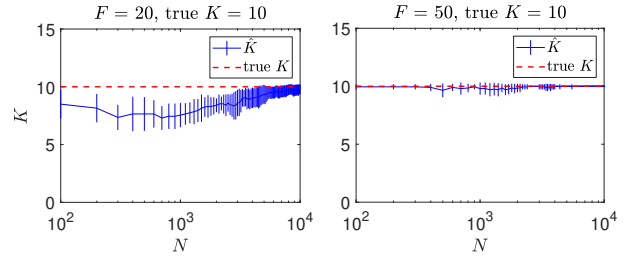 F = 20, true K = 10
15
10
5
0
K
10^2
10^3
10^4
N
K̂
true K
F = 50, true K = 10
15
10
5
0
10^2
10^3
10^4
N
K̂
true K